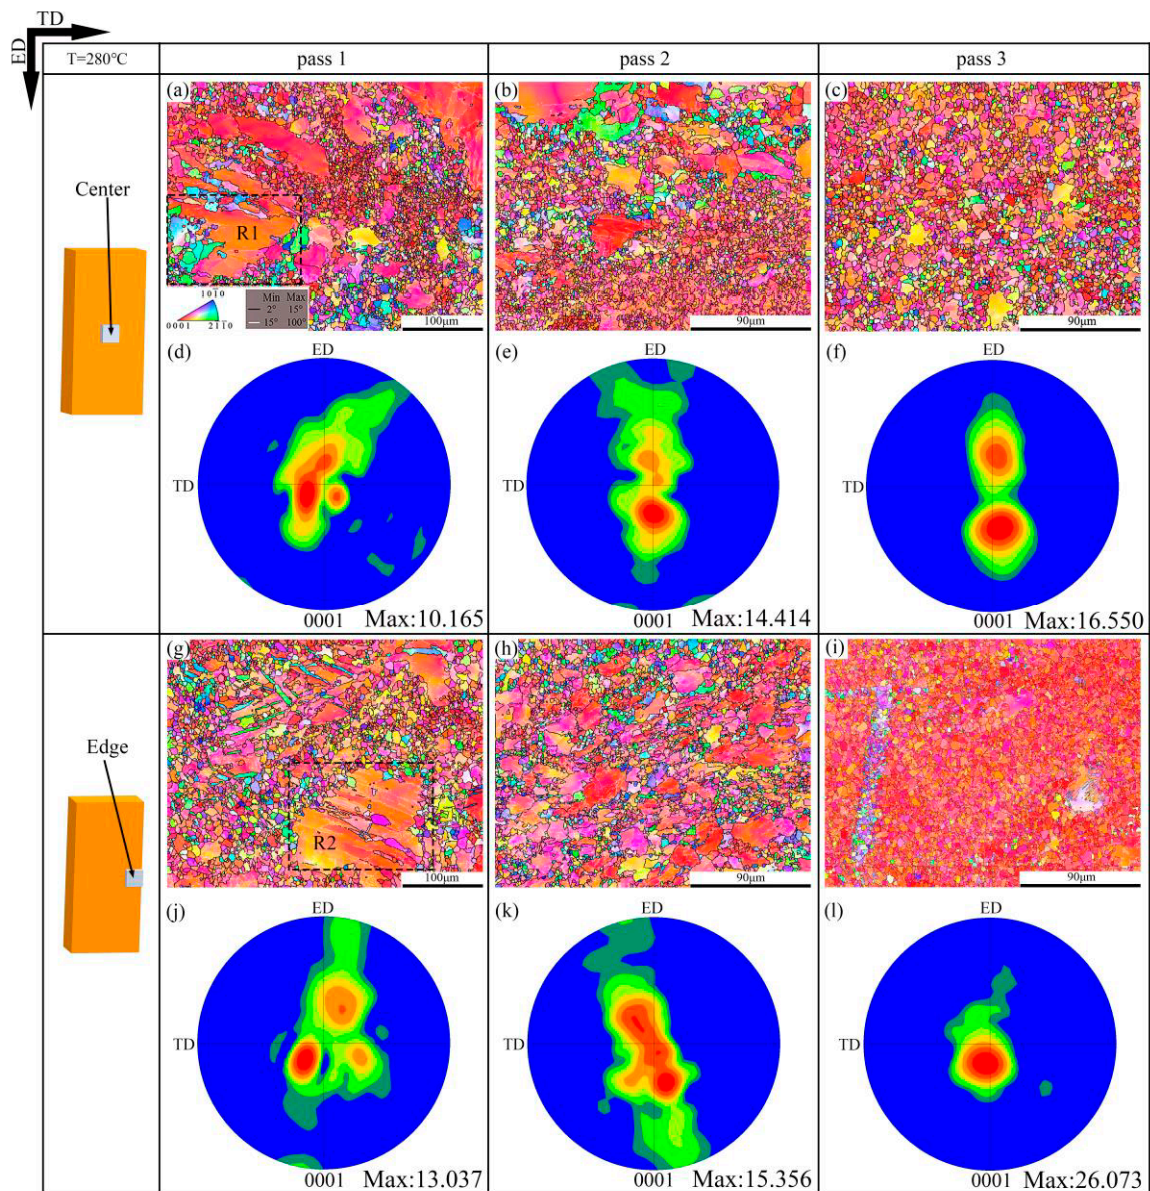 TD
ED
T=280°C
pass 1
pass 2
pass 3
Center
(a)
R1
10Ī0
0001
2ĪĪ0
Min Max
2° 15°
15° 100°
100μm
(b)
90μm
(c)
90μm
(d)
ED
TD
0001
Max:10.165
(e)
ED
TD
0001
Max:14.414
(f)
ED
TD
0001
Max:16.550
Edge
(g)
R2
100μm
(h)
90μm
(i)
90μm
(j)
ED
TD
0001
Max:13.037
(k)
ED
TD
0001
Max:15.356
(l)
ED
TD
0001
Max:26.073